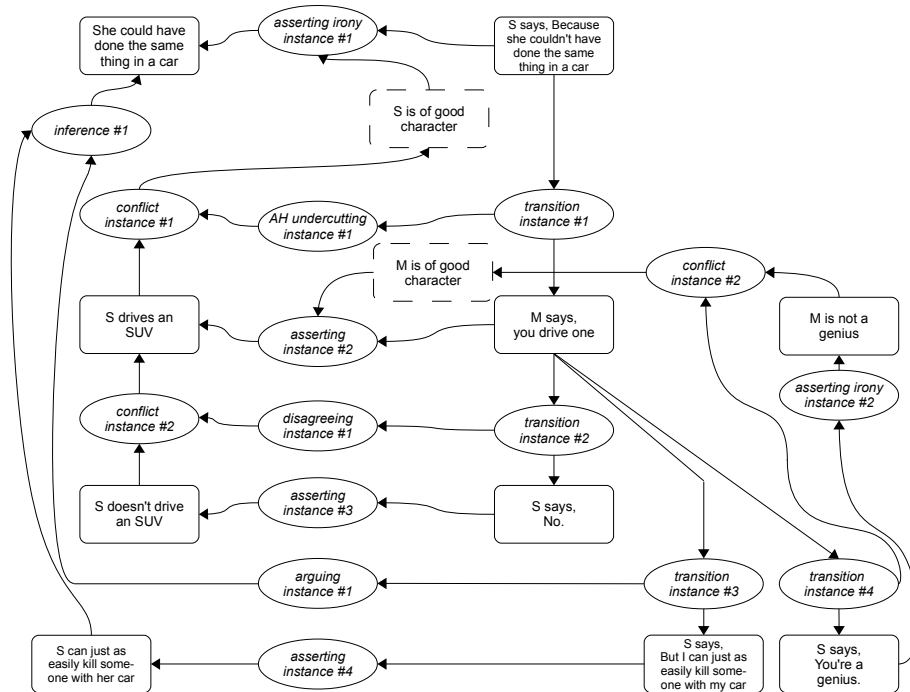 She could have
done the same
thing in a car
asserting irony
instance #1
S says, Because
she couldn't have
done the same
thing in a car
S is of good
character
inference #1
conflict
instance #1
AH undercutting
instance #1
transition
instance #1
M is of good
character
conflict
instance #2
S drives an
SUV
asserting
instance #2
M says,
you drive one
M is not a
genius
asserting irony
instance #2
conflict
instance #2
disagreeing
instance #1
transition
instance #2
S doesn't drive
an SUV
asserting
instance #3
S says,
No.
arguing
instance #1
transition
instance #3
transition
instance #4
S can just as
easily kill some-
one with her car
asserting
instance #4
S says,
But I can just as
easily kill some-
one with my car
S says,
You're a
genius.